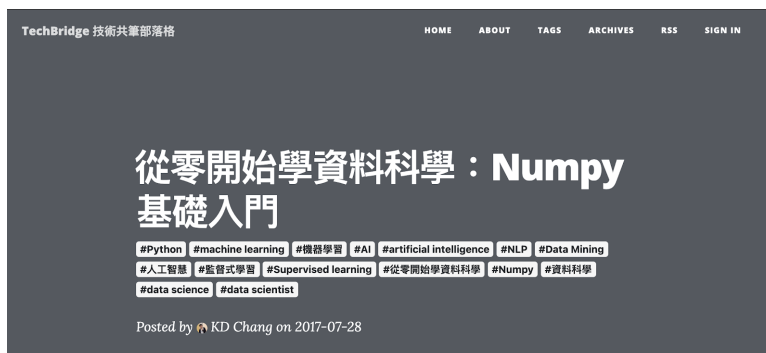 TechBridge 技術共筆部落格 HOME ABOUT TAGS ARCHIVES RSS SIGN IN
從零開始學資料科學：Numpy
基礎入門
#Python #machine learning #機器學習 #AI #artificial intelligence #NLP #Data Mining
#人工智慧 #監督式學習 #Supervised learning #從零開始學資料科學 #Numpy #資料科學
#data science #data scientist
Posted by KD Chang on 2017-07-28